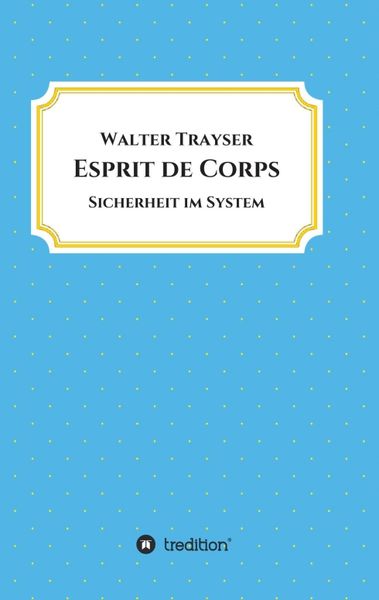 Walter Trayser
Esprit de Corps
Sicherheit im System
tredition®